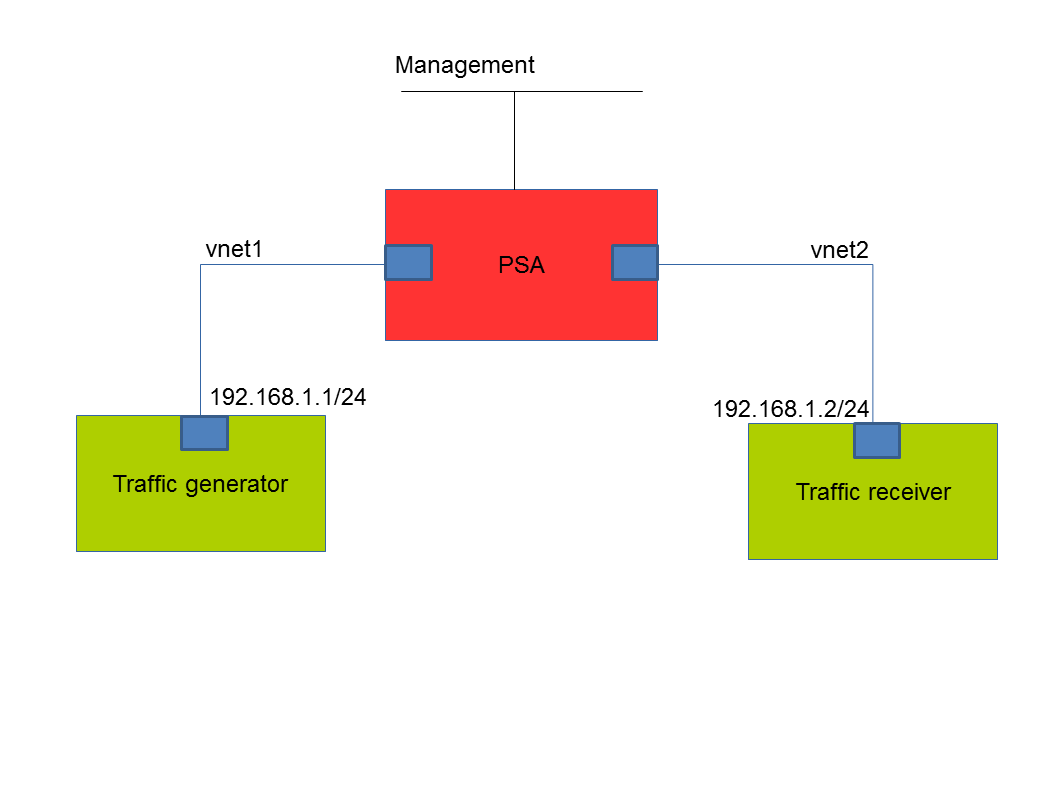 Management
vnet1
PSA
vnet2
192.168.1.1/24
192.168.1.2/24
Traffic generator
Traffic receiver